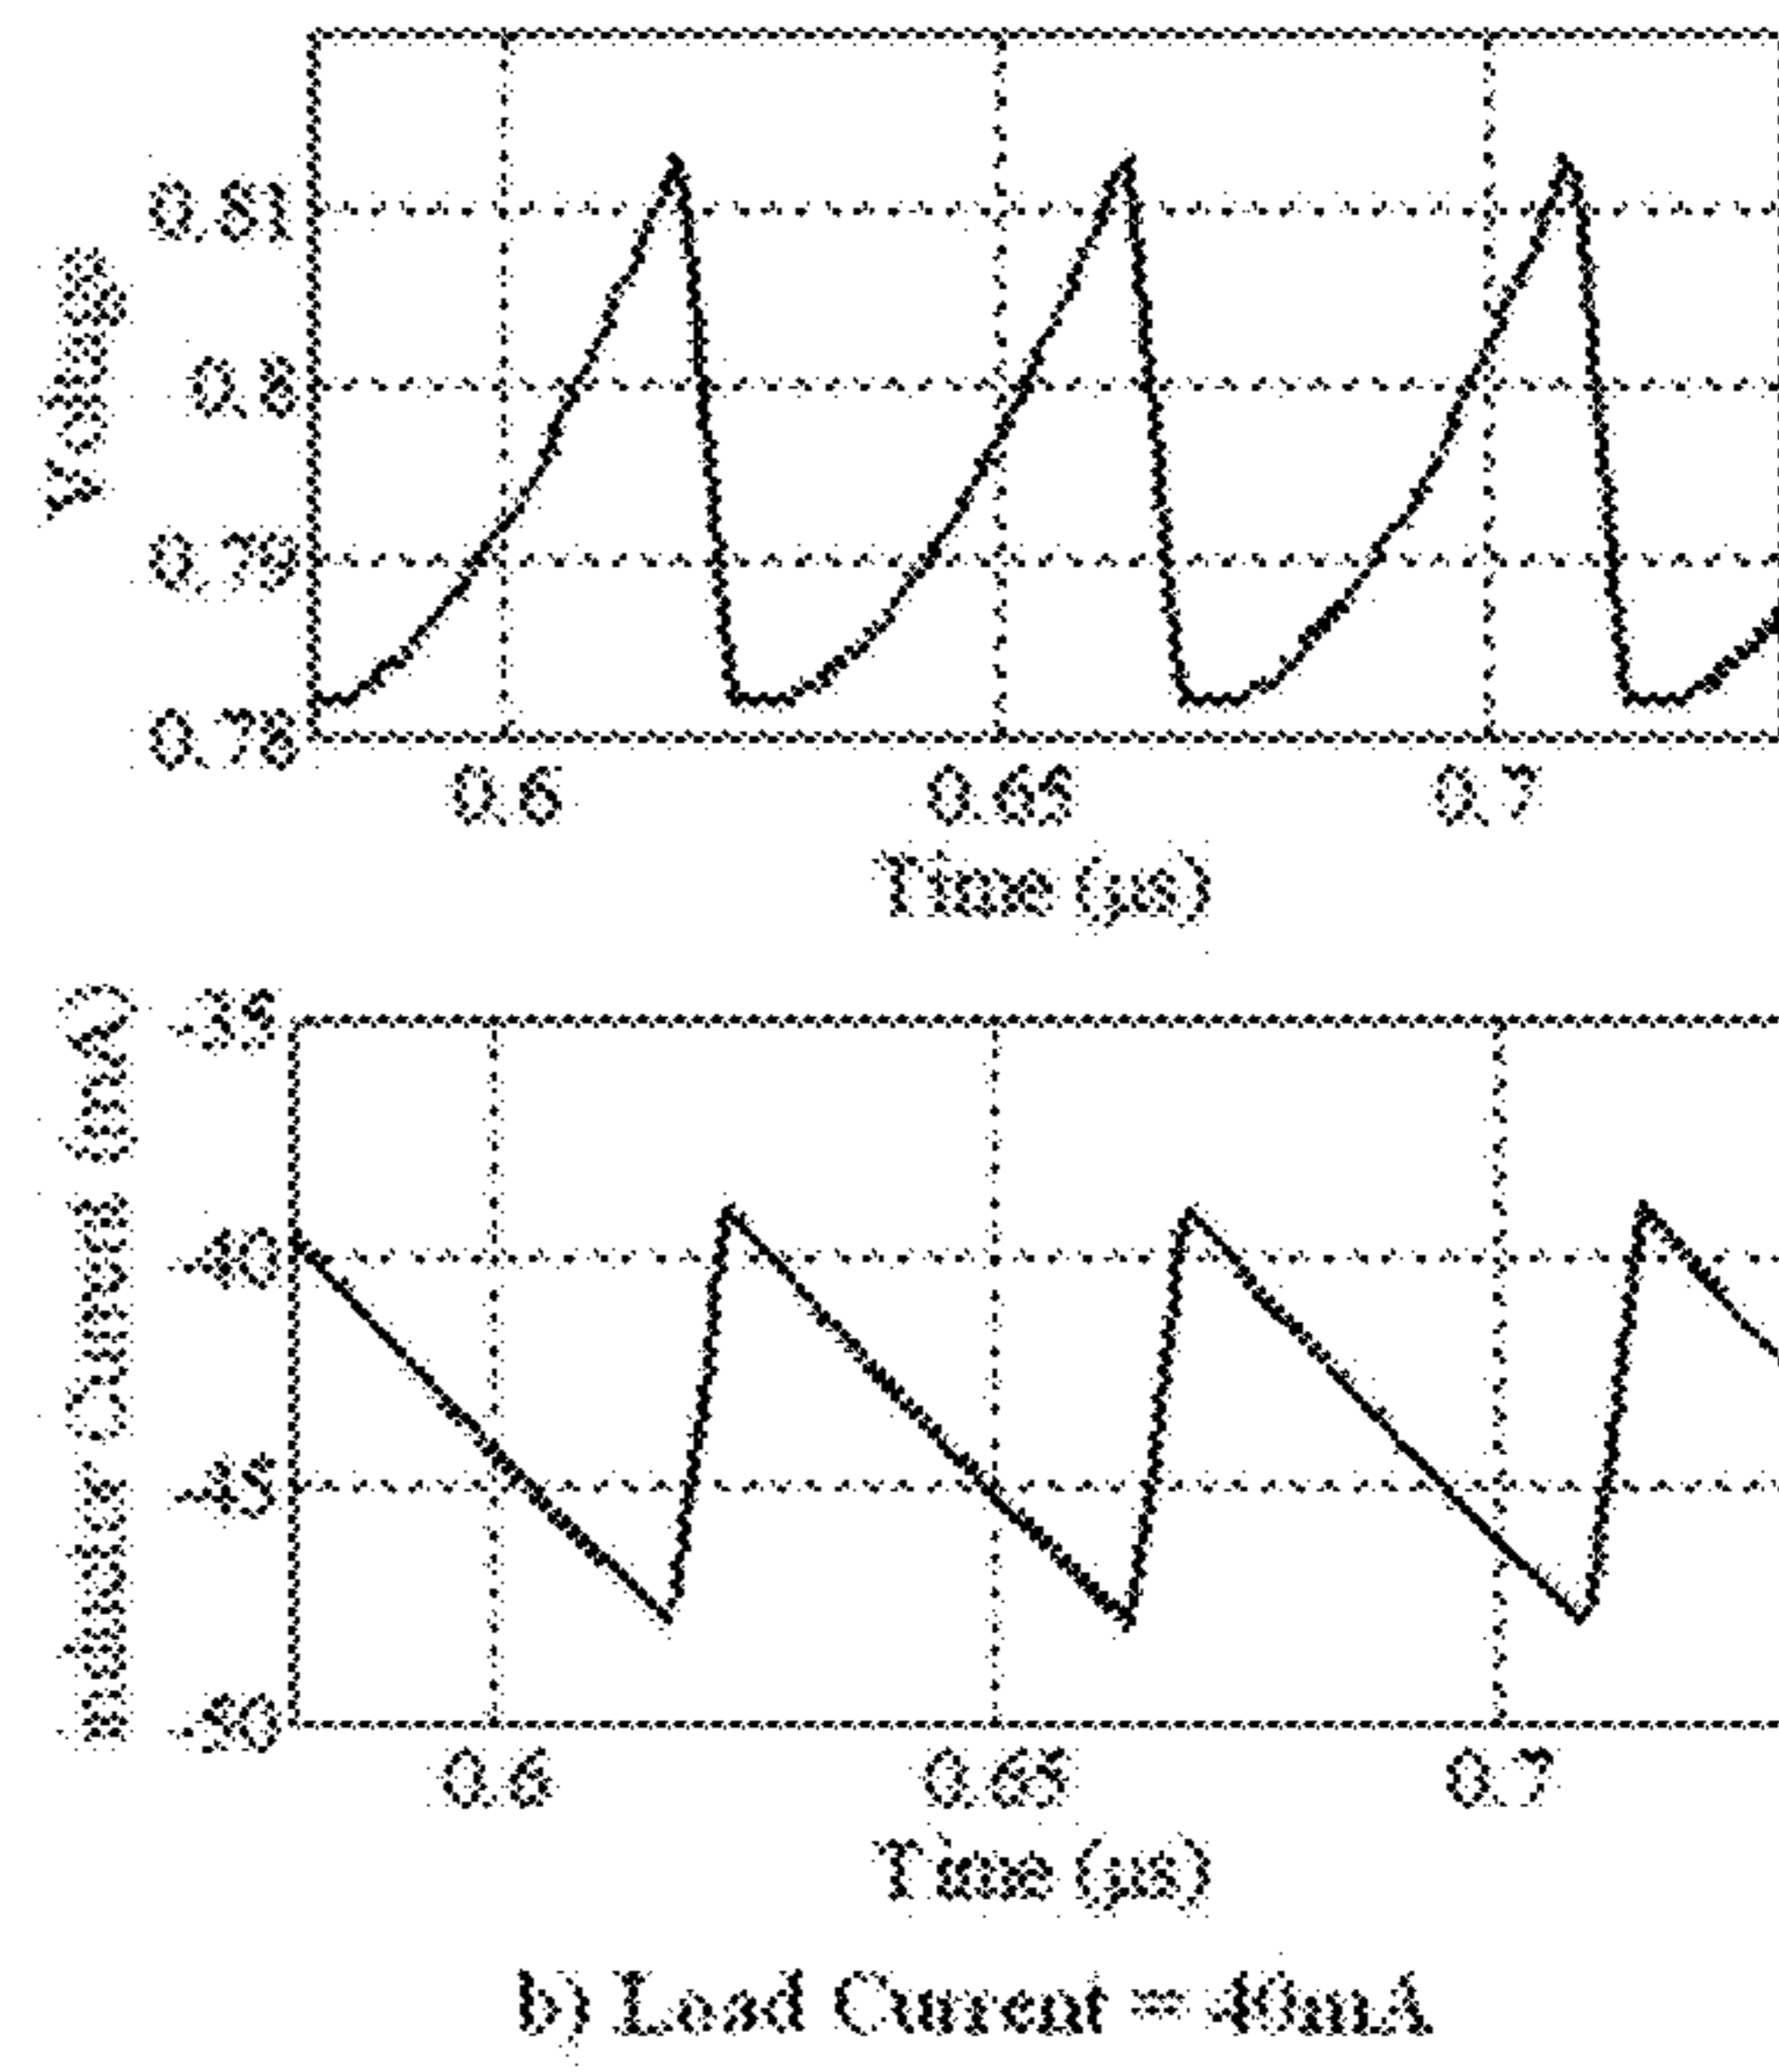 Voltage
0.81
0.8
0.79
0.78
0.6 0.65 0.7
Time (µs)
Inductor Current (mA)
-35
-40
-45
-50
0.6 0.65 0.7
Time (µs)
b) Load Current = 40mA